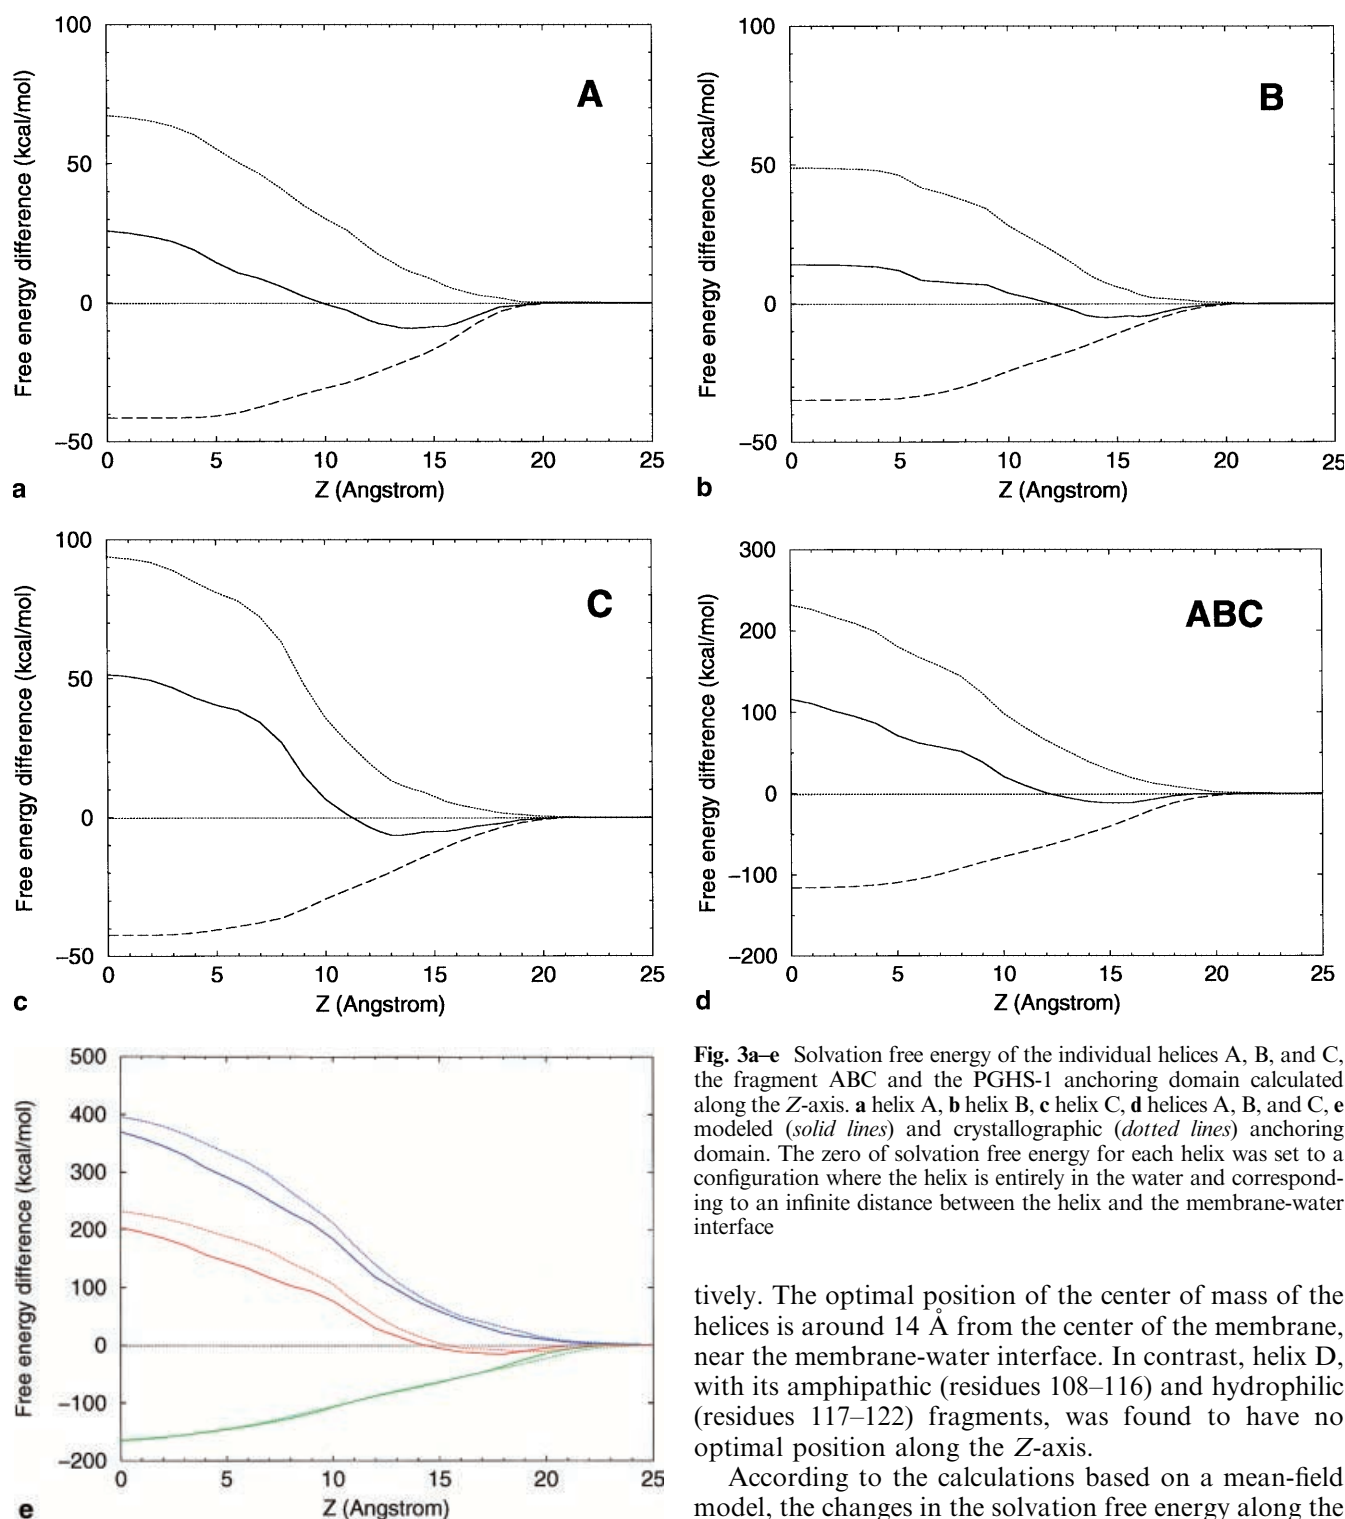 100
50
0
−50
Free energy difference (kcal/mol)
A
0 5 10 15 20 25
Z (Angstrom)
a
100
50
0
−50
Free energy difference (kcal/mol)
B
0 5 10 15 20 25
Z (Angstrom)
b
100
50
0
−50
Free energy difference (kcal/mol)
C
0 5 10 15 20 25
Z (Angstrom)
c
300
200
100
0
−100
−200
Free energy difference (kcal/mol)
ABC
0 5 10 15 20 25
Z (Angstrom)
d
500
400
300
200
100
0
−100
−200
Free energy difference (kcal/mol)
0 5 10 15 20 25
Z (Angstrom)
e
Fig. 3a–e Solvation free energy of the individual helices A, B, and C,
the fragment ABC and the PGHS-1 anchoring domain calculated
along the Z-axis. a helix A, b helix B, c helix C, d helices A, B, and C, e
modeled (solid lines) and crystallographic (dotted lines) anchoring
domain. The zero of solvation free energy for each helix was set to a
configuration where the helix is entirely in the water and correspond-
ing to an infinite distance between the helix and the membrane-water
interface
tively. The optimal position of the center of mass of the
helices is around 14 Å from the center of the membrane,
near the membrane-water interface. In contrast, helix D,
with its amphipathic (residues 108–116) and hydrophilic
(residues 117–122) fragments, was found to have no
optimal position along the Z-axis.
According to the calculations based on a mean-field
model, the changes in the solvation free energy along the